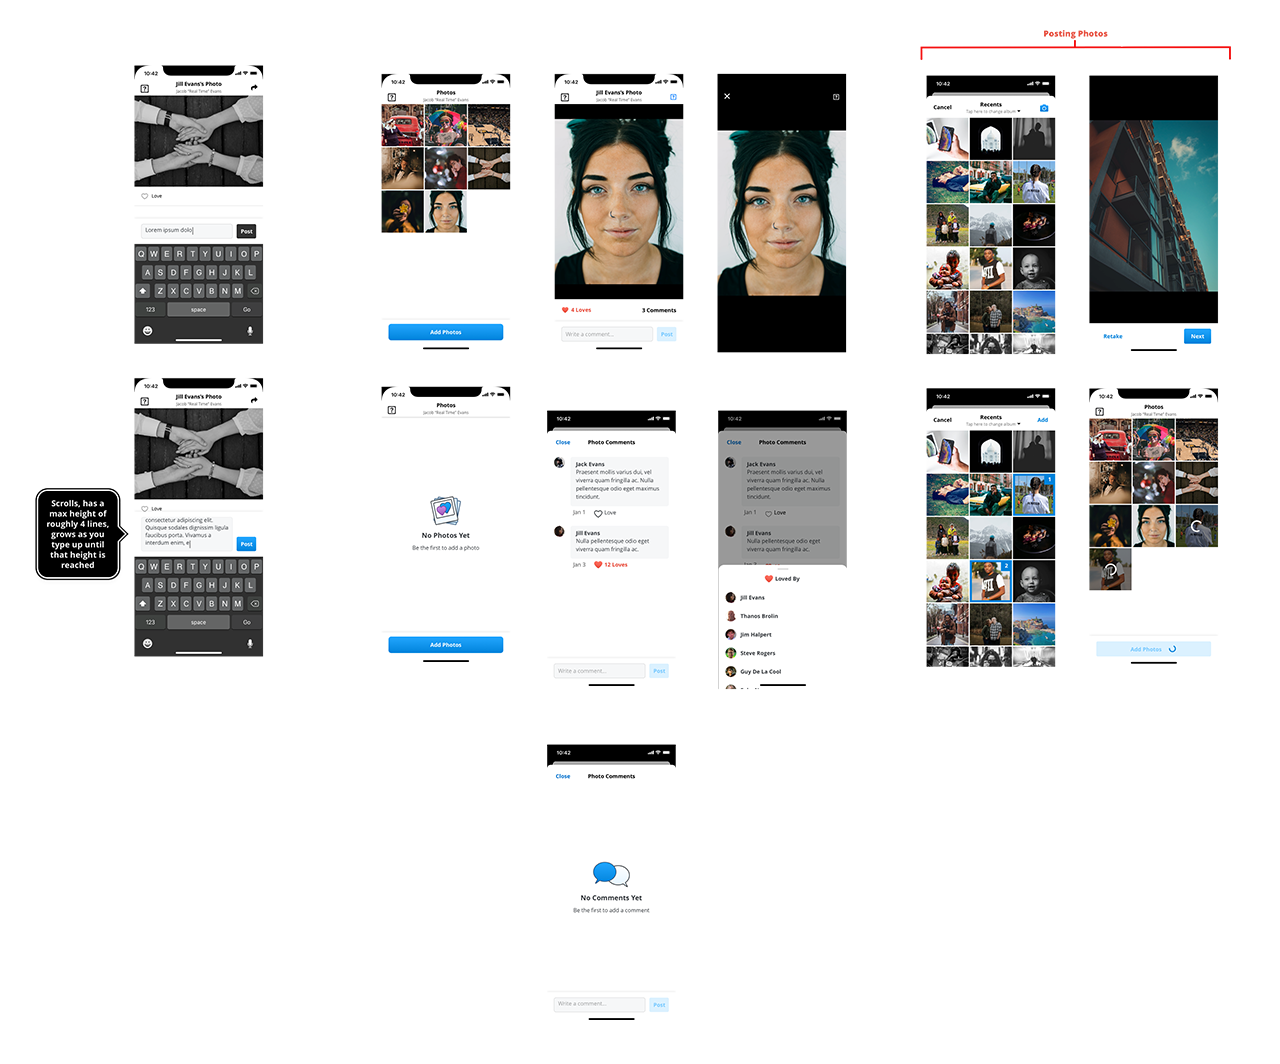 Posting Photos
10:42
Jill Evans's Photo
Jacob "Real Time" Evans
Love
Lorem ipsum dolo
Post
Q W E R T Y U I O P
A S D F G H J K L
Z X C V B N M
123 space Go
10:42
Photos
Jacob "Real Time" Evans
Add Photos
10:42
Jill Evans's Photo
Jacob "Real Time" Evans
4 Loves
3 Comments
Write a comment...
Post
10:42
Cancel
Recents
Tap here to change album
Retake
Next
10:42
Jill Evans's Photo
Jacob "Real Time" Evans
Love
consectetur adipiscing elit.
Quisque sodales dignissim ligula
faucibus porta. Vivamus a
interdum enim, e
Post
Q W E R T Y U I O P
A S D F G H J K L
Z X C V B N M
123 space Go
Scrolls, has a
max height of
roughly 4 lines,
grows as you
type up until
that height is
reached
10:42
Photos
Jacob "Real Time" Evans
No Photos Yet
Be the first to add a photo
Add Photos
10:42
Close
Photo Comments
Jack Evans
Praesent mollis varius dui, vel
viverra quam fringilla ac. Nulla
pellentesque odio eget maximus
tincidunt.
Jan 1
Love
Jill Evans
Nulla pellentesque odio eget
viverra quam fringilla ac.
Jan 3
12 Loves
Write a comment...
Post
10:42
Close
Photo Comments
Jack Evans
Praesent mollis varius dui, vel
viverra quam fringilla ac. Nulla
pellentesque odio eget maximus
tincidunt.
Jan 1
Love
Jill Evans
Nulla pellentesque odio eget
viverra quam fringilla ac.
Loved By
Jill Evans
Thanos Brolin
Jim Halpert
Steve Rogers
Guy De La Cool
10:42
Cancel
Recents
Tap here to change album
Add
1
2
10:42
Photos
Jacob "Real Time" Evans
Add Photos
10:42
Close
Photo Comments
No Comments Yet
Be the first to add a comment
Write a comment...
Post